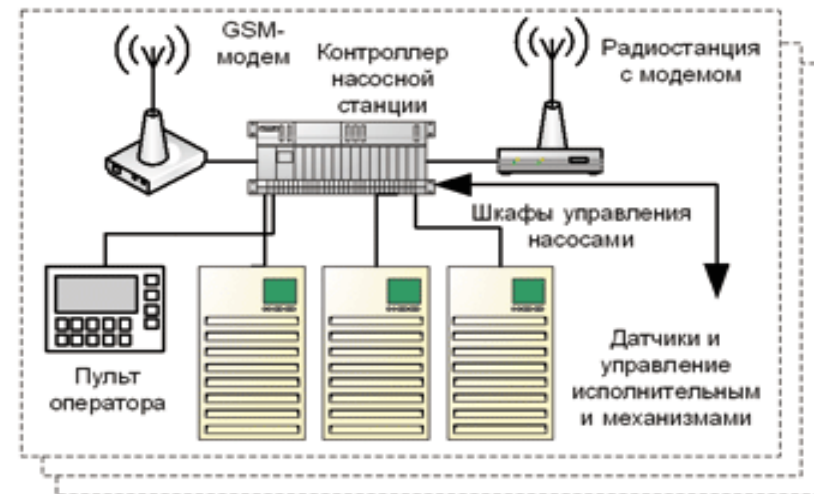 GSM-
модем
Контроллер
насосной
станции
Радиостанция
с модемом
Шкафы управления
насосами
Пульт
оператора
Датчики и
управление
исполнительным
и механизмами